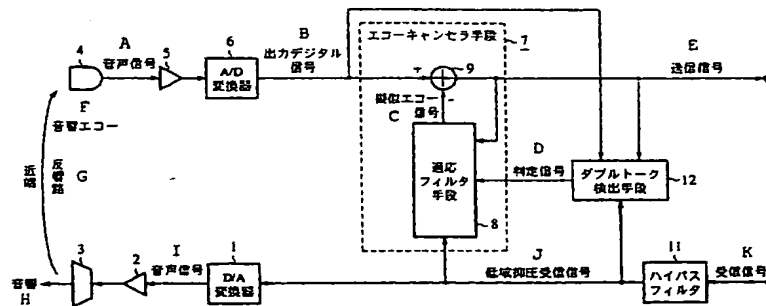 A
音声信号
4
5
6
A/D
変換器
B
出力デジタル
信号
エコーキャンセラ手段
7
+
9
擬似エコー
信号
-
C
適応
フィルタ
手段
8
E
送信信号
D
判定信号
ダブルトーク
検出手段
12
F
音響エコー
G
反響路
3
2
I
音声信号
1
D/A
変換器
J
低域抑圧受信信号
11
ハイパス
フィルタ
K
受信信号
音響
H